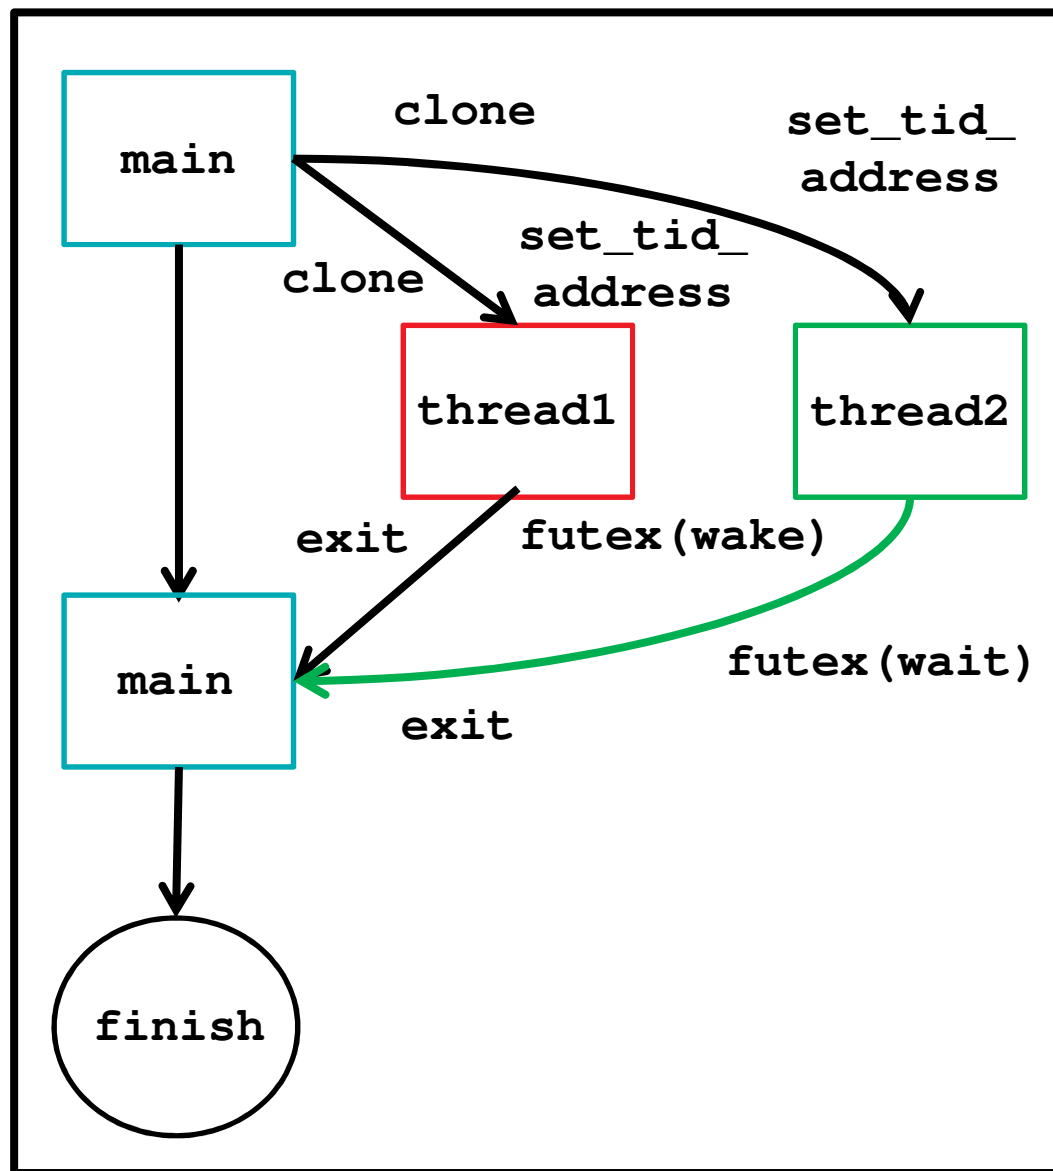 clone
set_tid_
address
main
set_tid_
address
clone
thread1
thread2
exit
futex(wake)
futex(wait)
main
exit
finish